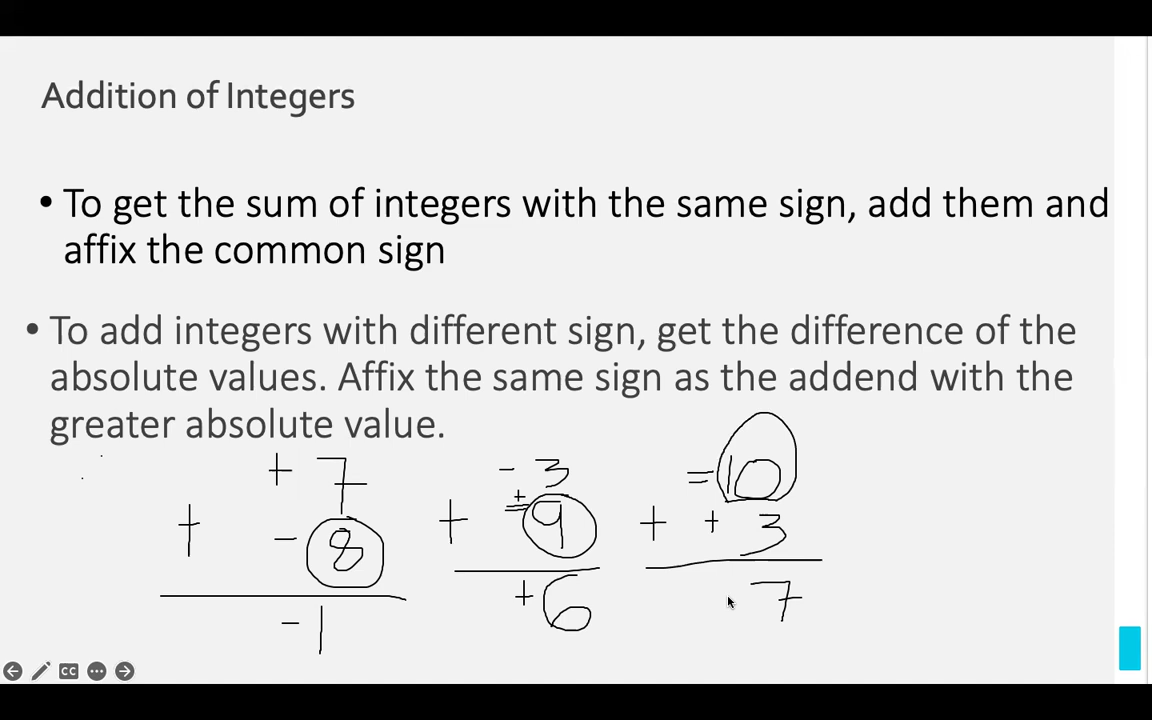 Addition of Integers
• To get the sum of integers with the same sign, add them and
affix the common sign
• To add integers with different sign, get the difference of the
absolute values. Affix the same sign as the addend with the
greater absolute value.
+ 7
+ - 8
- 1
- 3
+ + 9
+ 6
= 10
+ + 3
7
CC